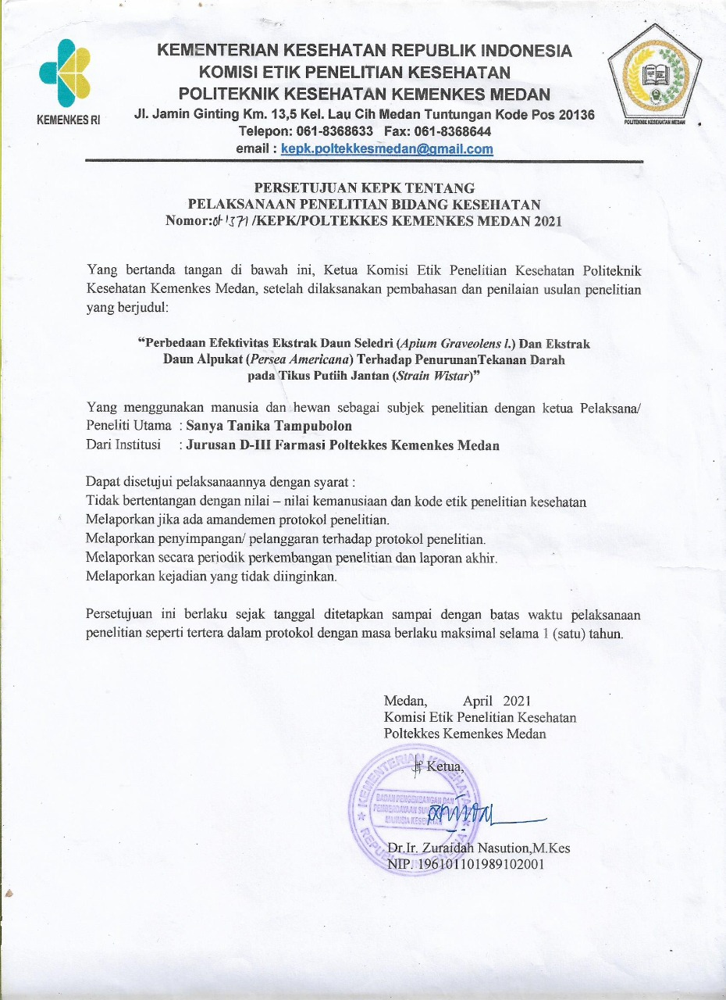 KEMENKES RI
KEMENTERIAN KESEHATAN REPUBLIK INDONESIA
KOMISI ETIK PENELITIAN KESEHATAN
POLITEKNIK KESEHATAN KEMENKES MEDAN
Jl. Jamin Ginting Km. 13,5 Kel. Lau Cih Medan Tuntungan Kode Pos 20136
Telepon: 061-8368633 Fax: 061-8368644
email : kepk.poltekkesmedan@gmail.com
POLITEKNIK KESEHATAN MEDAN
PERSETUJUAN KEPK TENTANG
PELAKSANAAN PENELITIAN BIDANG KESEHATAN
Nomor: /KEPK/POLTEKKES KEMENKES MEDAN 2021
Yang bertanda tangan di bawah ini, Ketua Komisi Etik Penelitian Kesehatan Politeknik
Kesehatan Kemenkes Medan, setelah dilaksanakan pembahasan dan penilaian usulan penelitian
yang berjudul:
“Perbedaan Efektivitas Ekstrak Daun Seledri (Apium Graveolens l.) Dan Ekstrak
Daun Alpukat (Persea Americana) Terhadap PenurunanTekanan Darah
pada Tikus Putiih Jantan (Strain Wistar)”
Yang menggunakan manusia dan hewan sebagai subjek penelitian dengan ketua Pelaksana/
Peneliti Utama : Sanya Tanika Tampubolon
Dari Institusi : Jurusan D-III Farmasi Poltekkes Kemenkes Medan
Dapat disetujui pelaksanaannya dengan syarat :
Tidak bertentangan dengan nilai – nilai kemanusiaan dan kode etik penelitian kesehatan
Melaporkan jika ada amandemen protokol penelitian.
Melaporkan penyimpangan/ pelanggaran terhadap protokol penelitian.
Melaporkan secara periodik perkembangan penelitian dan laporan akhir.
Melaporkan kejadian yang tidak diinginkan.
Persetujuan ini berlaku sejak tanggal ditetapkan sampai dengan batas waktu pelaksanaan
penelitian seperti tertera dalam protokol dengan masa berlaku maksimal selama 1 (satu) tahun.
Medan, April 2021
Komisi Etik Penelitian Kesehatan
Poltekkes Kemenkes Medan
Ketua,
KEMENTERIAN KESEHATAN
BADAN PENGEMBANGAN DAN
MANUSIA KESEHATAN
REPUBLIK INDONESIA
Dr.Ir. Zuraidah Nasution,M.Kes
NIP. 196101101989102001